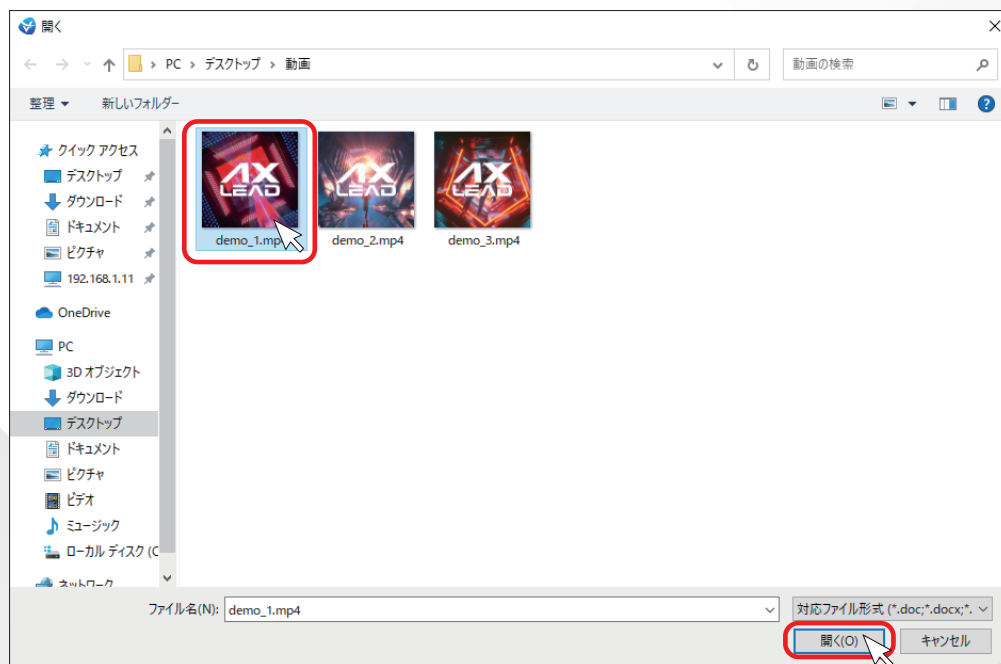 開く
PC › デスクトップ › 動画
動画の検索
整理
新しいフォルダー
クイック アクセス
デスクトップ
ダウンロード
ドキュメント
ピクチャ
192.168.1.11
OneDrive
PC
3D オブジェクト
ダウンロード
デスクトップ
ドキュメント
ピクチャ
ビデオ
ミュージック
ローカル ディスク (C
ネットワーク
AX
LEAD
demo_1.mp
AX
LEAD
demo_2.mp4
AX
LEAD
demo_3.mp4
ファイル名(N):
demo_1.mp4
対応ファイル形式 (*.doc;*.docx;*.
開く(O)
キャンセル